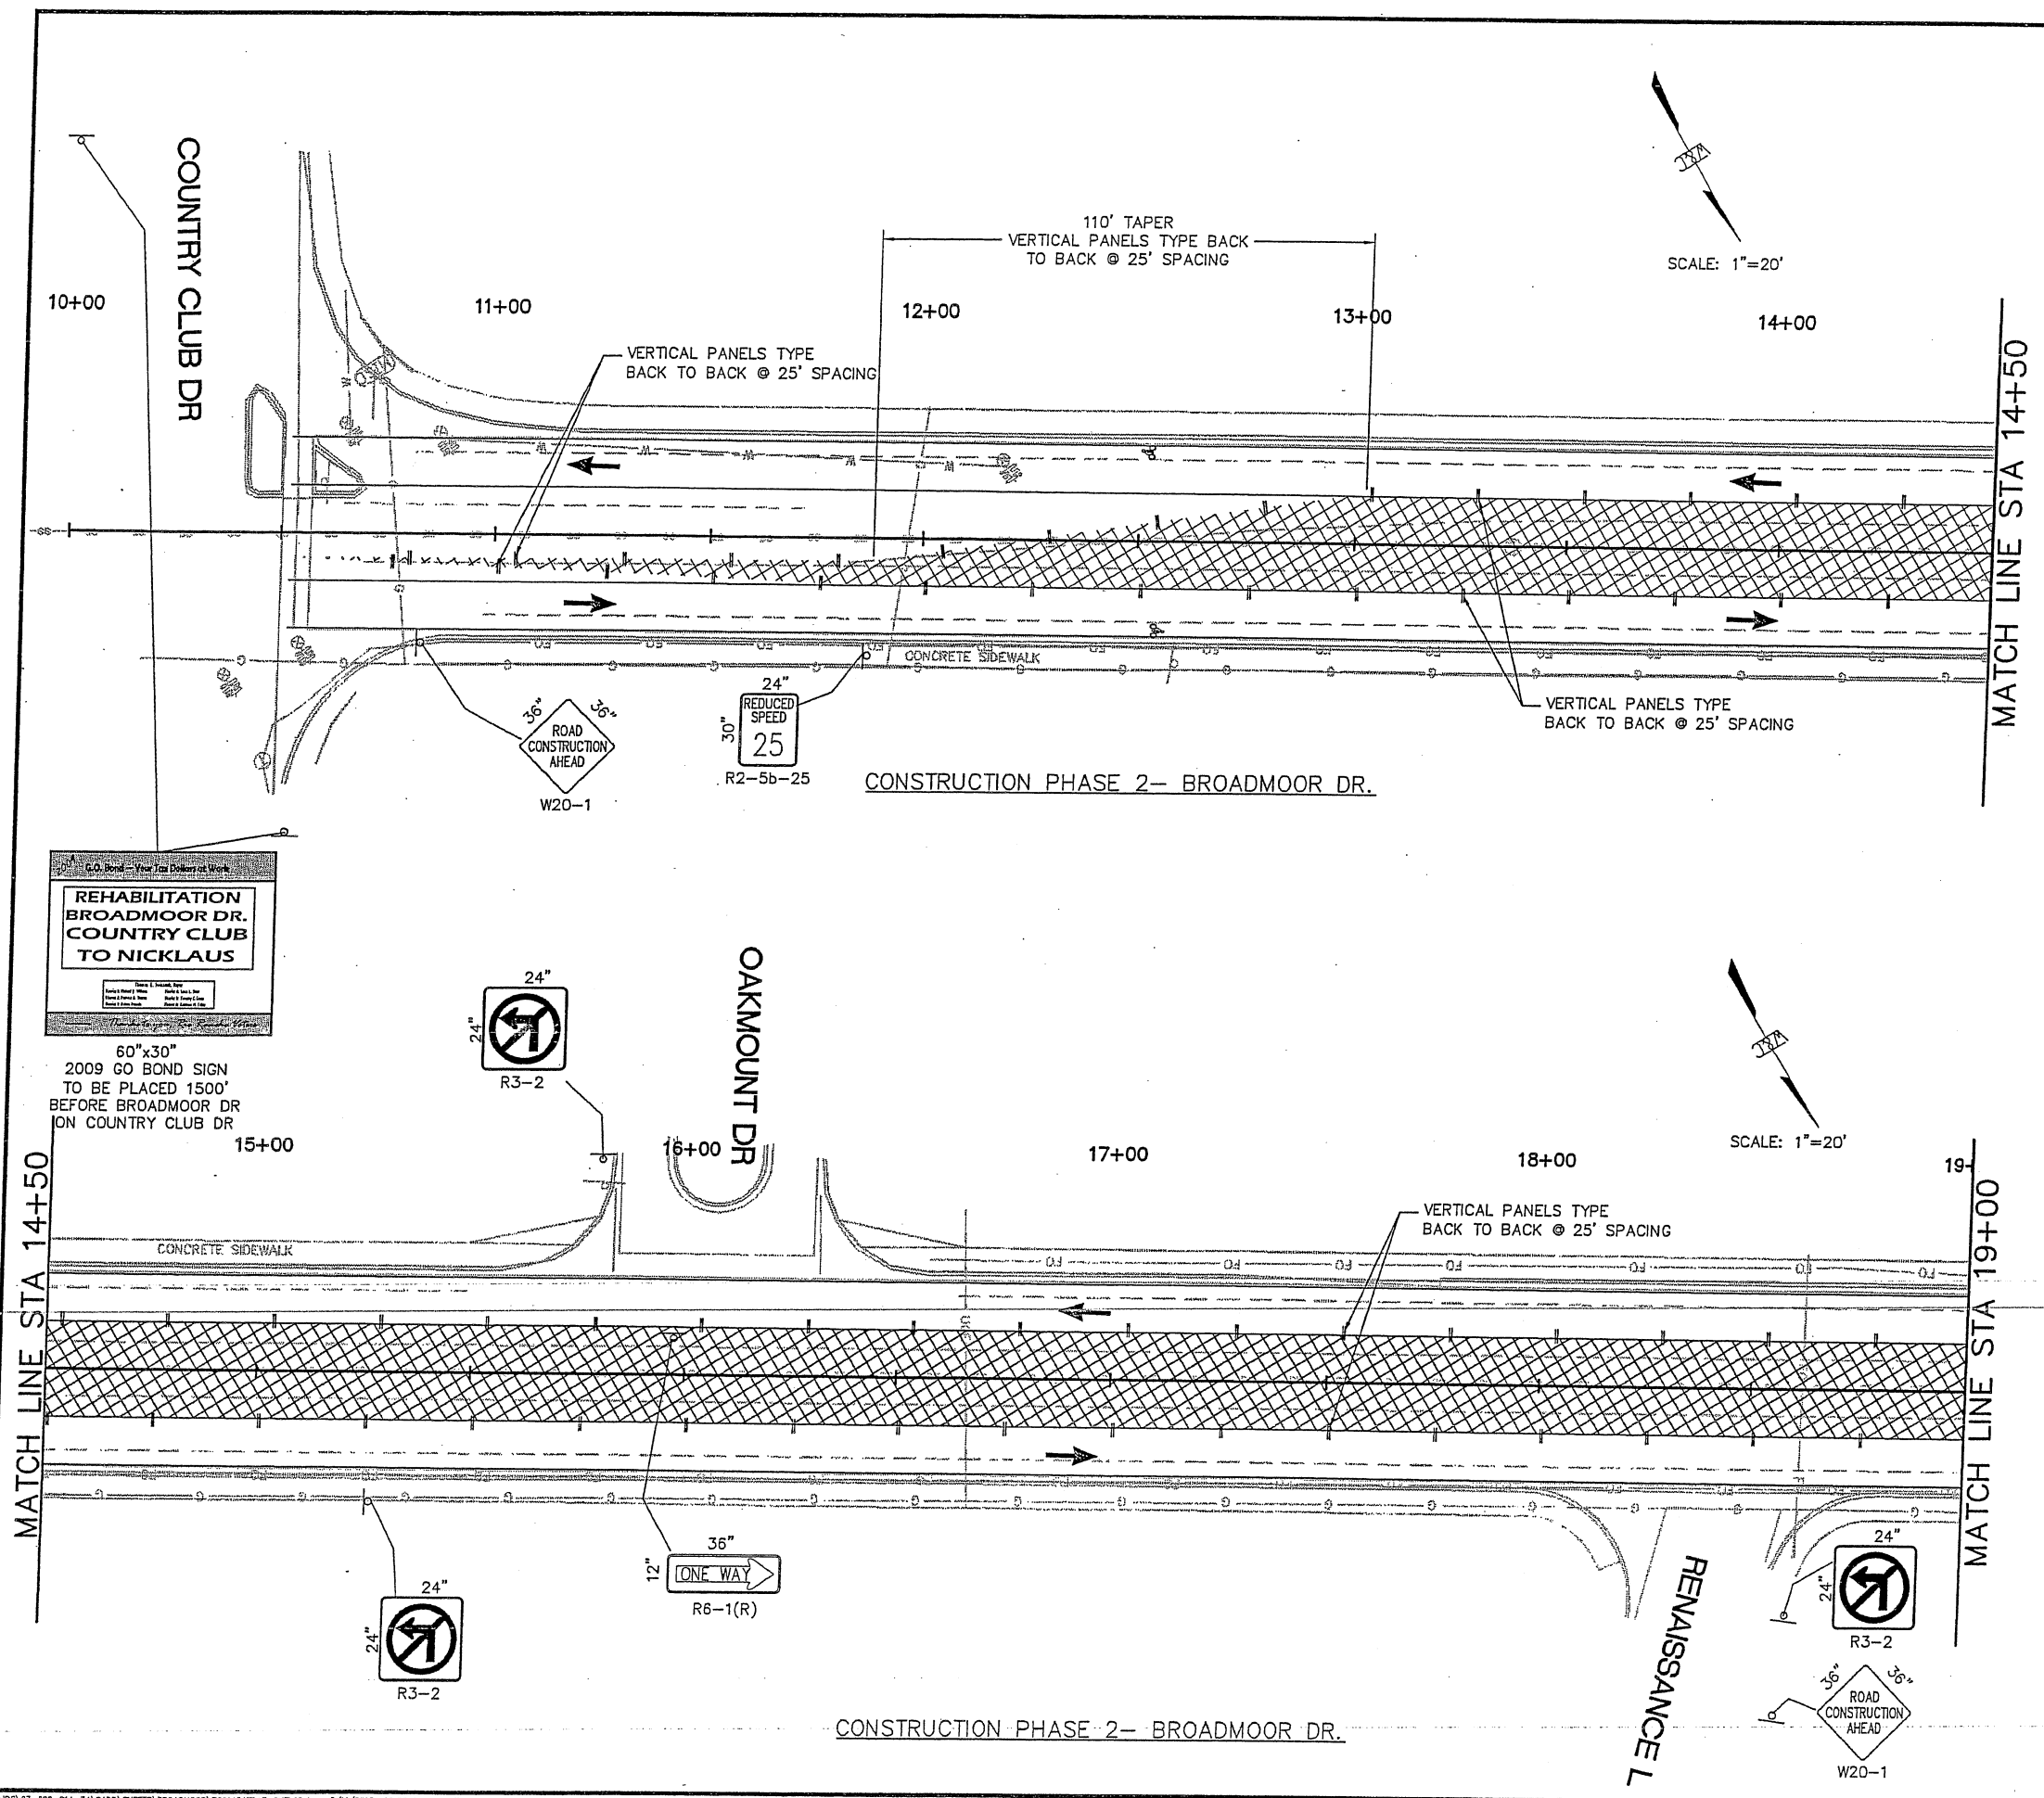 COUNTRY CLUB DR
110' TAPER
VERTICAL PANELS TYPE BACK
TO BACK @ 25' SPACING
SCALE: 1"=20'
10+00
11+00
12+00
13+00
14+00
VERTICAL PANELS TYPE
BACK TO BACK @ 25' SPACING
MATCH LINE STA 14+50
CONCRETE SIDEWALK
36" 36"
ROAD
CONSTRUCTION
AHEAD
W20-1
24"
30"
REDUCED
SPEED
25
R2-5b-25
VERTICAL PANELS TYPE
BACK TO BACK @ 25' SPACING
CONSTRUCTION PHASE 2- BROADMOOR DR.
G.O. Bond - Your Tax Dollars at Work
REHABILITATION
BROADMOOR DR.
COUNTRY CLUB
TO NICKLAUS
60"x30"
2009 GO BOND SIGN
TO BE PLACED 1500'
BEFORE BROADMOOR DR
ON COUNTRY CLUB DR
24"
24"
R3-2
OAKMOUNT DR
SCALE: 1"=20'
15+00
16+00
17+00
18+00
19+
MATCH LINE STA 14+50
CONCRETE SIDEWALK
VERTICAL PANELS TYPE
BACK TO BACK @ 25' SPACING
MATCH LINE STA 19+00
36"
12"
ONE WAY
R6-1(R)
24"
24"
R3-2
RENAISSANCE L
24"
24"
R3-2
36" 36"
ROAD
CONSTRUCTION
AHEAD
W20-1
CONSTRUCTION PHASE 2- BROADMOOR DR.